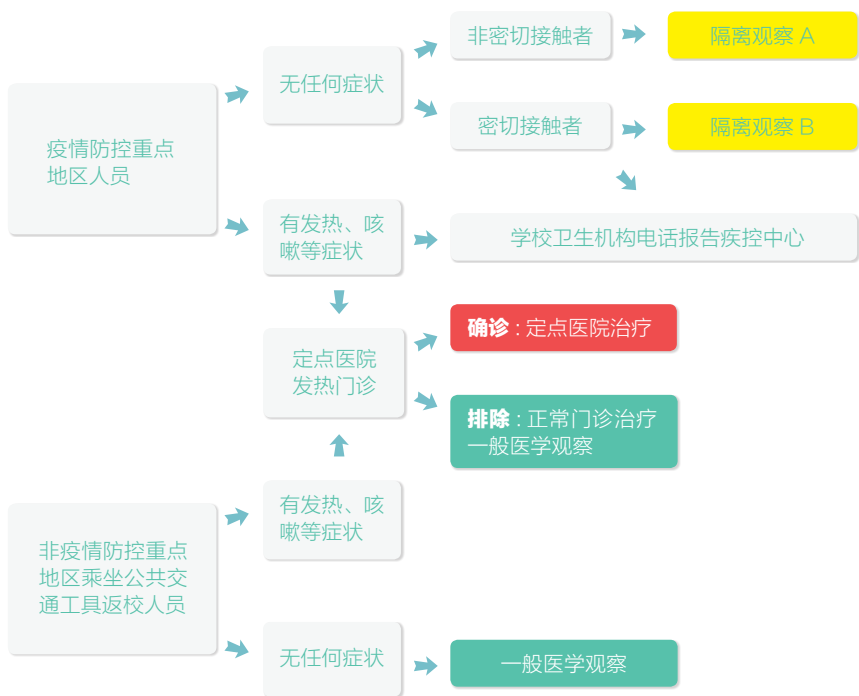 非密切接触者
隔离观察 A
无任何症状
密切接触者
隔离观察 B
疫情防控重点
地区人员
有发热、咳
嗽等症状
学校卫生机构电话报告疾控中心
确诊 : 定点医院治疗
定点医院
发热门诊
排除 : 正常门诊治疗
一般医学观察
有发热、咳
嗽等症状
非疫情防控重点
地区乘坐公共交
通工具返校人员
无任何症状
一般医学观察